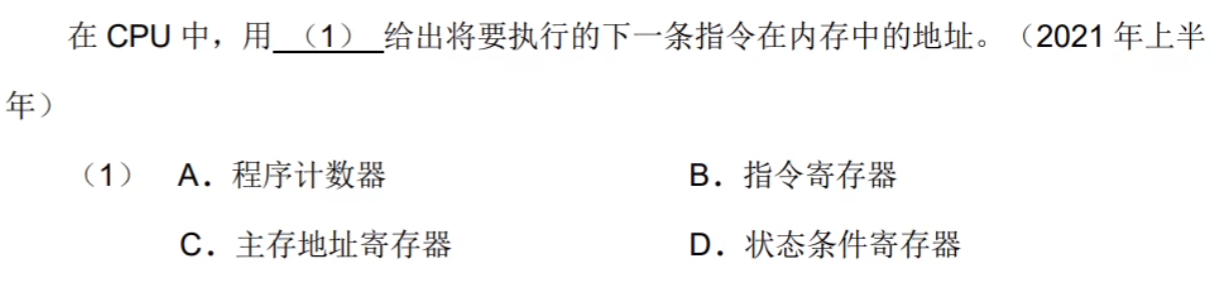 在 CPU 中，用（1）给出将要执行的下一条指令在内存中的地址。（2021 年上半
年）
（1） A．程序计数器 B．指令寄存器
C．主存地址寄存器 D．状态条件寄存器